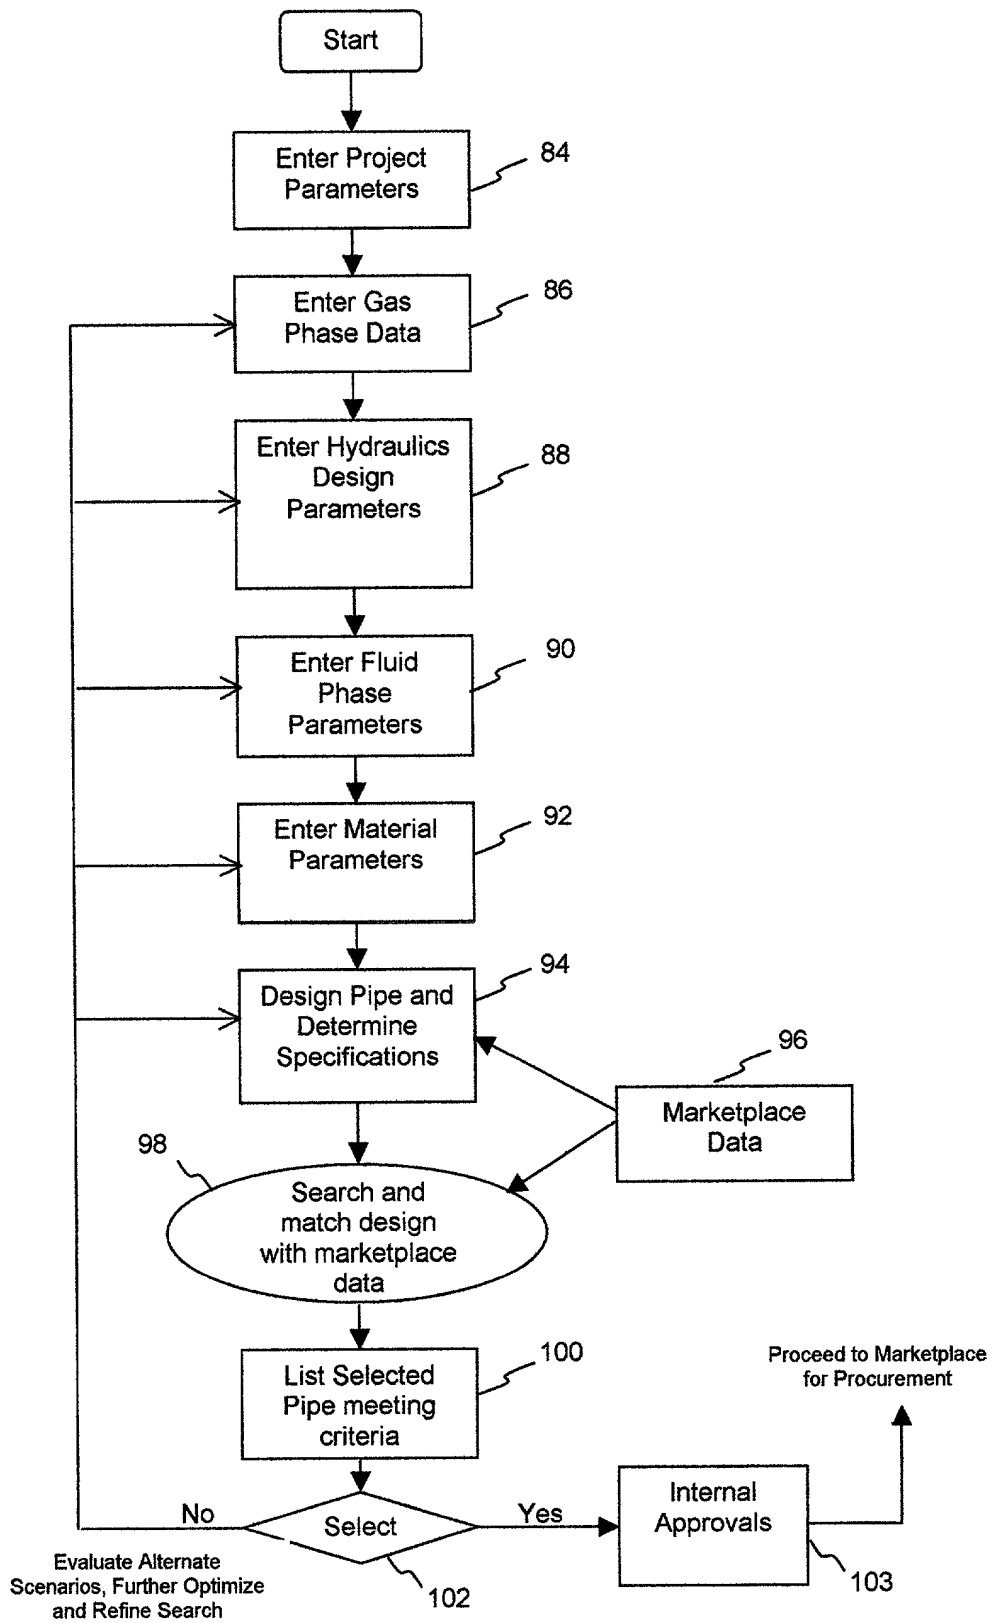 Start
Enter Project
Parameters
84
Enter Gas
Phase Data
86
Enter Hydraulics
Design
Parameters
88
Enter Fluid
Phase
Parameters
90
Enter Material
Parameters
92
Design Pipe and
Determine
Specifications
94
Marketplace
Data
96
98
Search and
match design
with marketplace
data
List Selected
Pipe meeting
criteria
100
Proceed to Marketplace
for Procurement
No
Select
Yes
102
Internal
Approvals
103
Evaluate Alternate
Scenarios, Further Optimize
and Refine Search